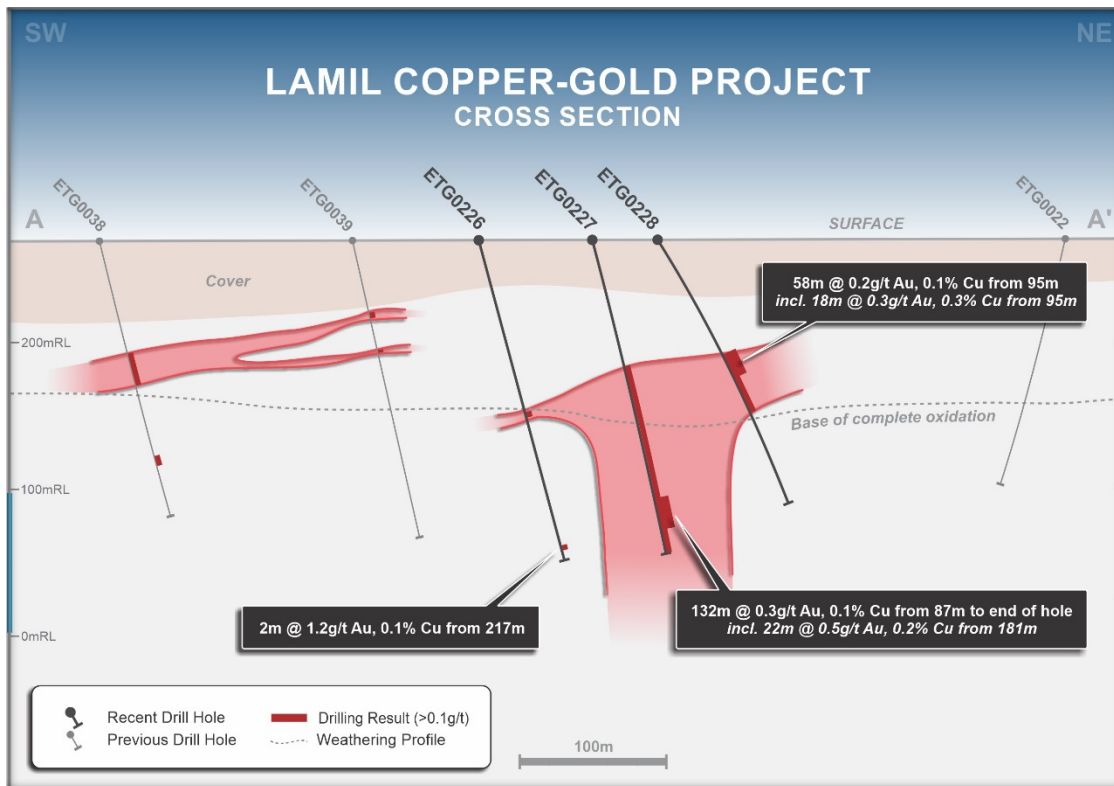 SW
NE
LAMIL COPPER-GOLD PROJECT
CROSS SECTION
ETG0038
ETG0039
ETG0226
ETG0227
ETG0228
ETG0022
A
SURFACE
A'
Cover
58m @ 0.2g/t Au, 0.1% Cu from 95m
incl. 18m @ 0.3g/t Au, 0.3% Cu from 95m
200mRL
Base of complete oxidation
100mRL
132m @ 0.3g/t Au, 0.1% Cu from 87m to end of hole
incl. 22m @ 0.5g/t Au, 0.2% Cu from 181m
2m @ 1.2g/t Au, 0.1% Cu from 217m
0mRL
Recent Drill Hole
Drilling Result (>0.1g/t)
Previous Drill Hole
Weathering Profile
100m